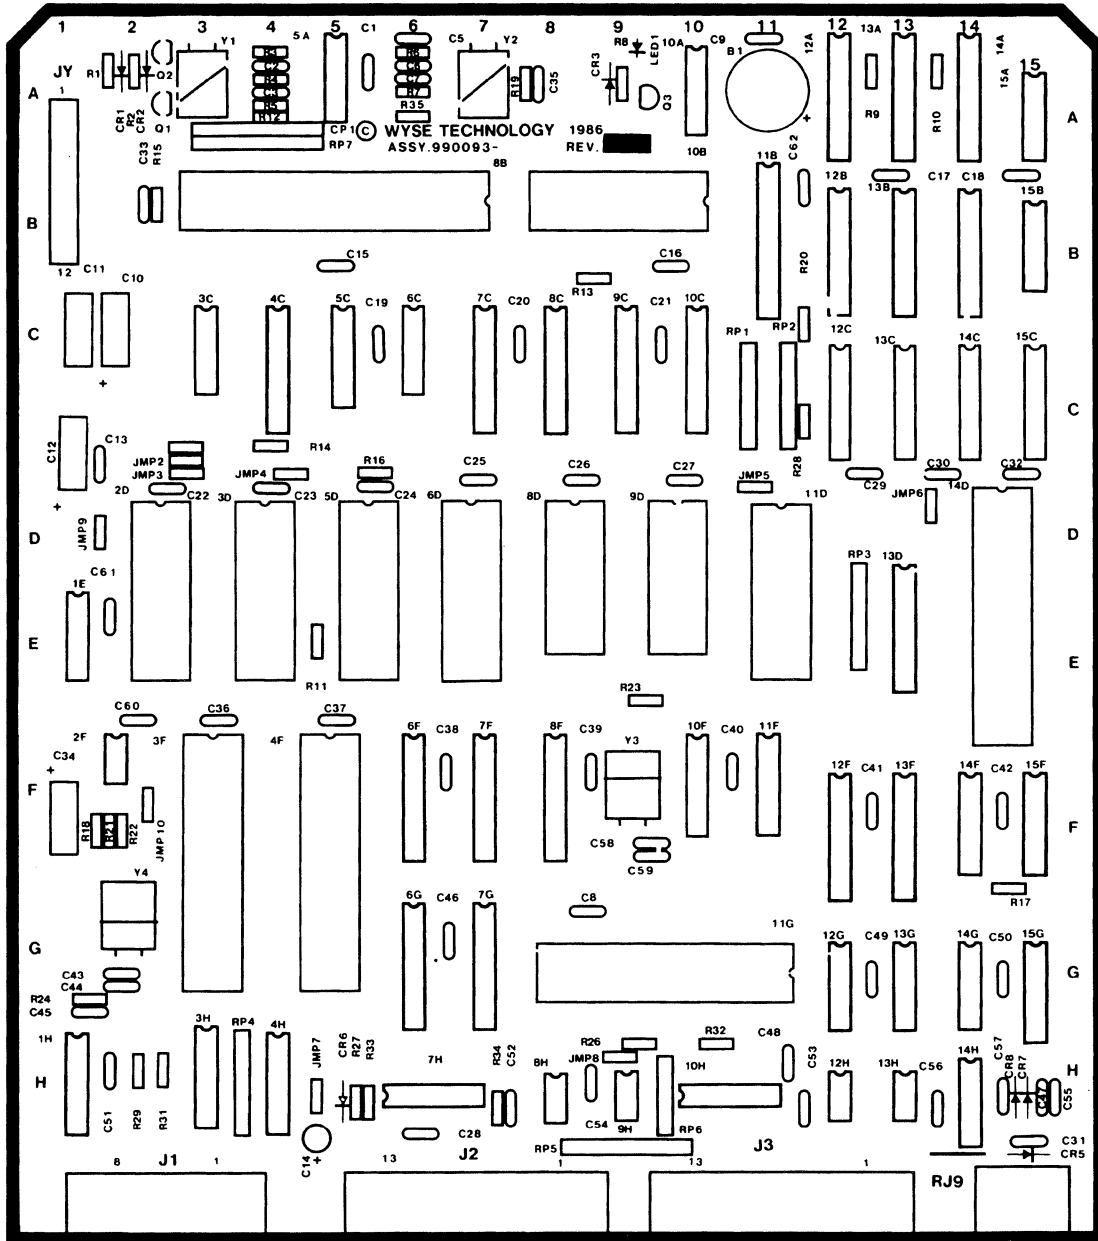 1 2 3 4 5 6 7 8 9 10 11 12 13 14
Y1 5A C1 C5 Y2 R8 LED1 10A C9 B1 12A 13A 14A 15A 15
JY R1 Q2 R3 C2 R4 C3 R5 R12 R6 C6 C7 R7 R19 C35 CR3 Q3
A 1 CR1 R2 CR2 Q1 R35 R9 R10 A
CP1 © WYSE TECHNOLOGY 1986 +
RP7 ASSY.990093- REV. 10B C62
C33 R15 8B 11B 12B 13B C17 C18 15B
B B
R20
12 C11 C10 C15 C16 R13
3C 4C 5C C19 6C 7C C20 8C 9C C21 10C RP1 RP2 12C 13C 14C 15C
C
+ C
C12 C13 JMP2 JMP3 JMP4 R14 R16 C25 C26 C27 JMP5 R28 C29 C30 C32
2D C22 3D C23 5D C24 6D 8D 9D 11D JMP6 14D
+
D JMP9 D
C61 RP3 13D
1E
E E
R11 R23
C60 C36 C37
2F 3F 4F 6F C38 7F 8F C39 Y3 10F C40 11F
C34 +
12F C41 13F 14F C42 15F
F F
R18 R21 R22 JMP10 C58
C59
Y4 6G C46 7G C8 R17
11G 12G C49 13G 14G C50 15G
G G
C43
C44
R24
C45
1H 3H RP4 4H JMP7 CR6 R27 R33 7H R34 C52 8H R26 JMP8 R32 10H C48 C53 12H 13H C56 14H C57 CR8 CR7 C47 C55
H H
C51 R29 R31 C14 + C28 C54 9H RP6 RP5
C31
CR5
8 J1 1 13 J2 1 13 J3 1 RJ9